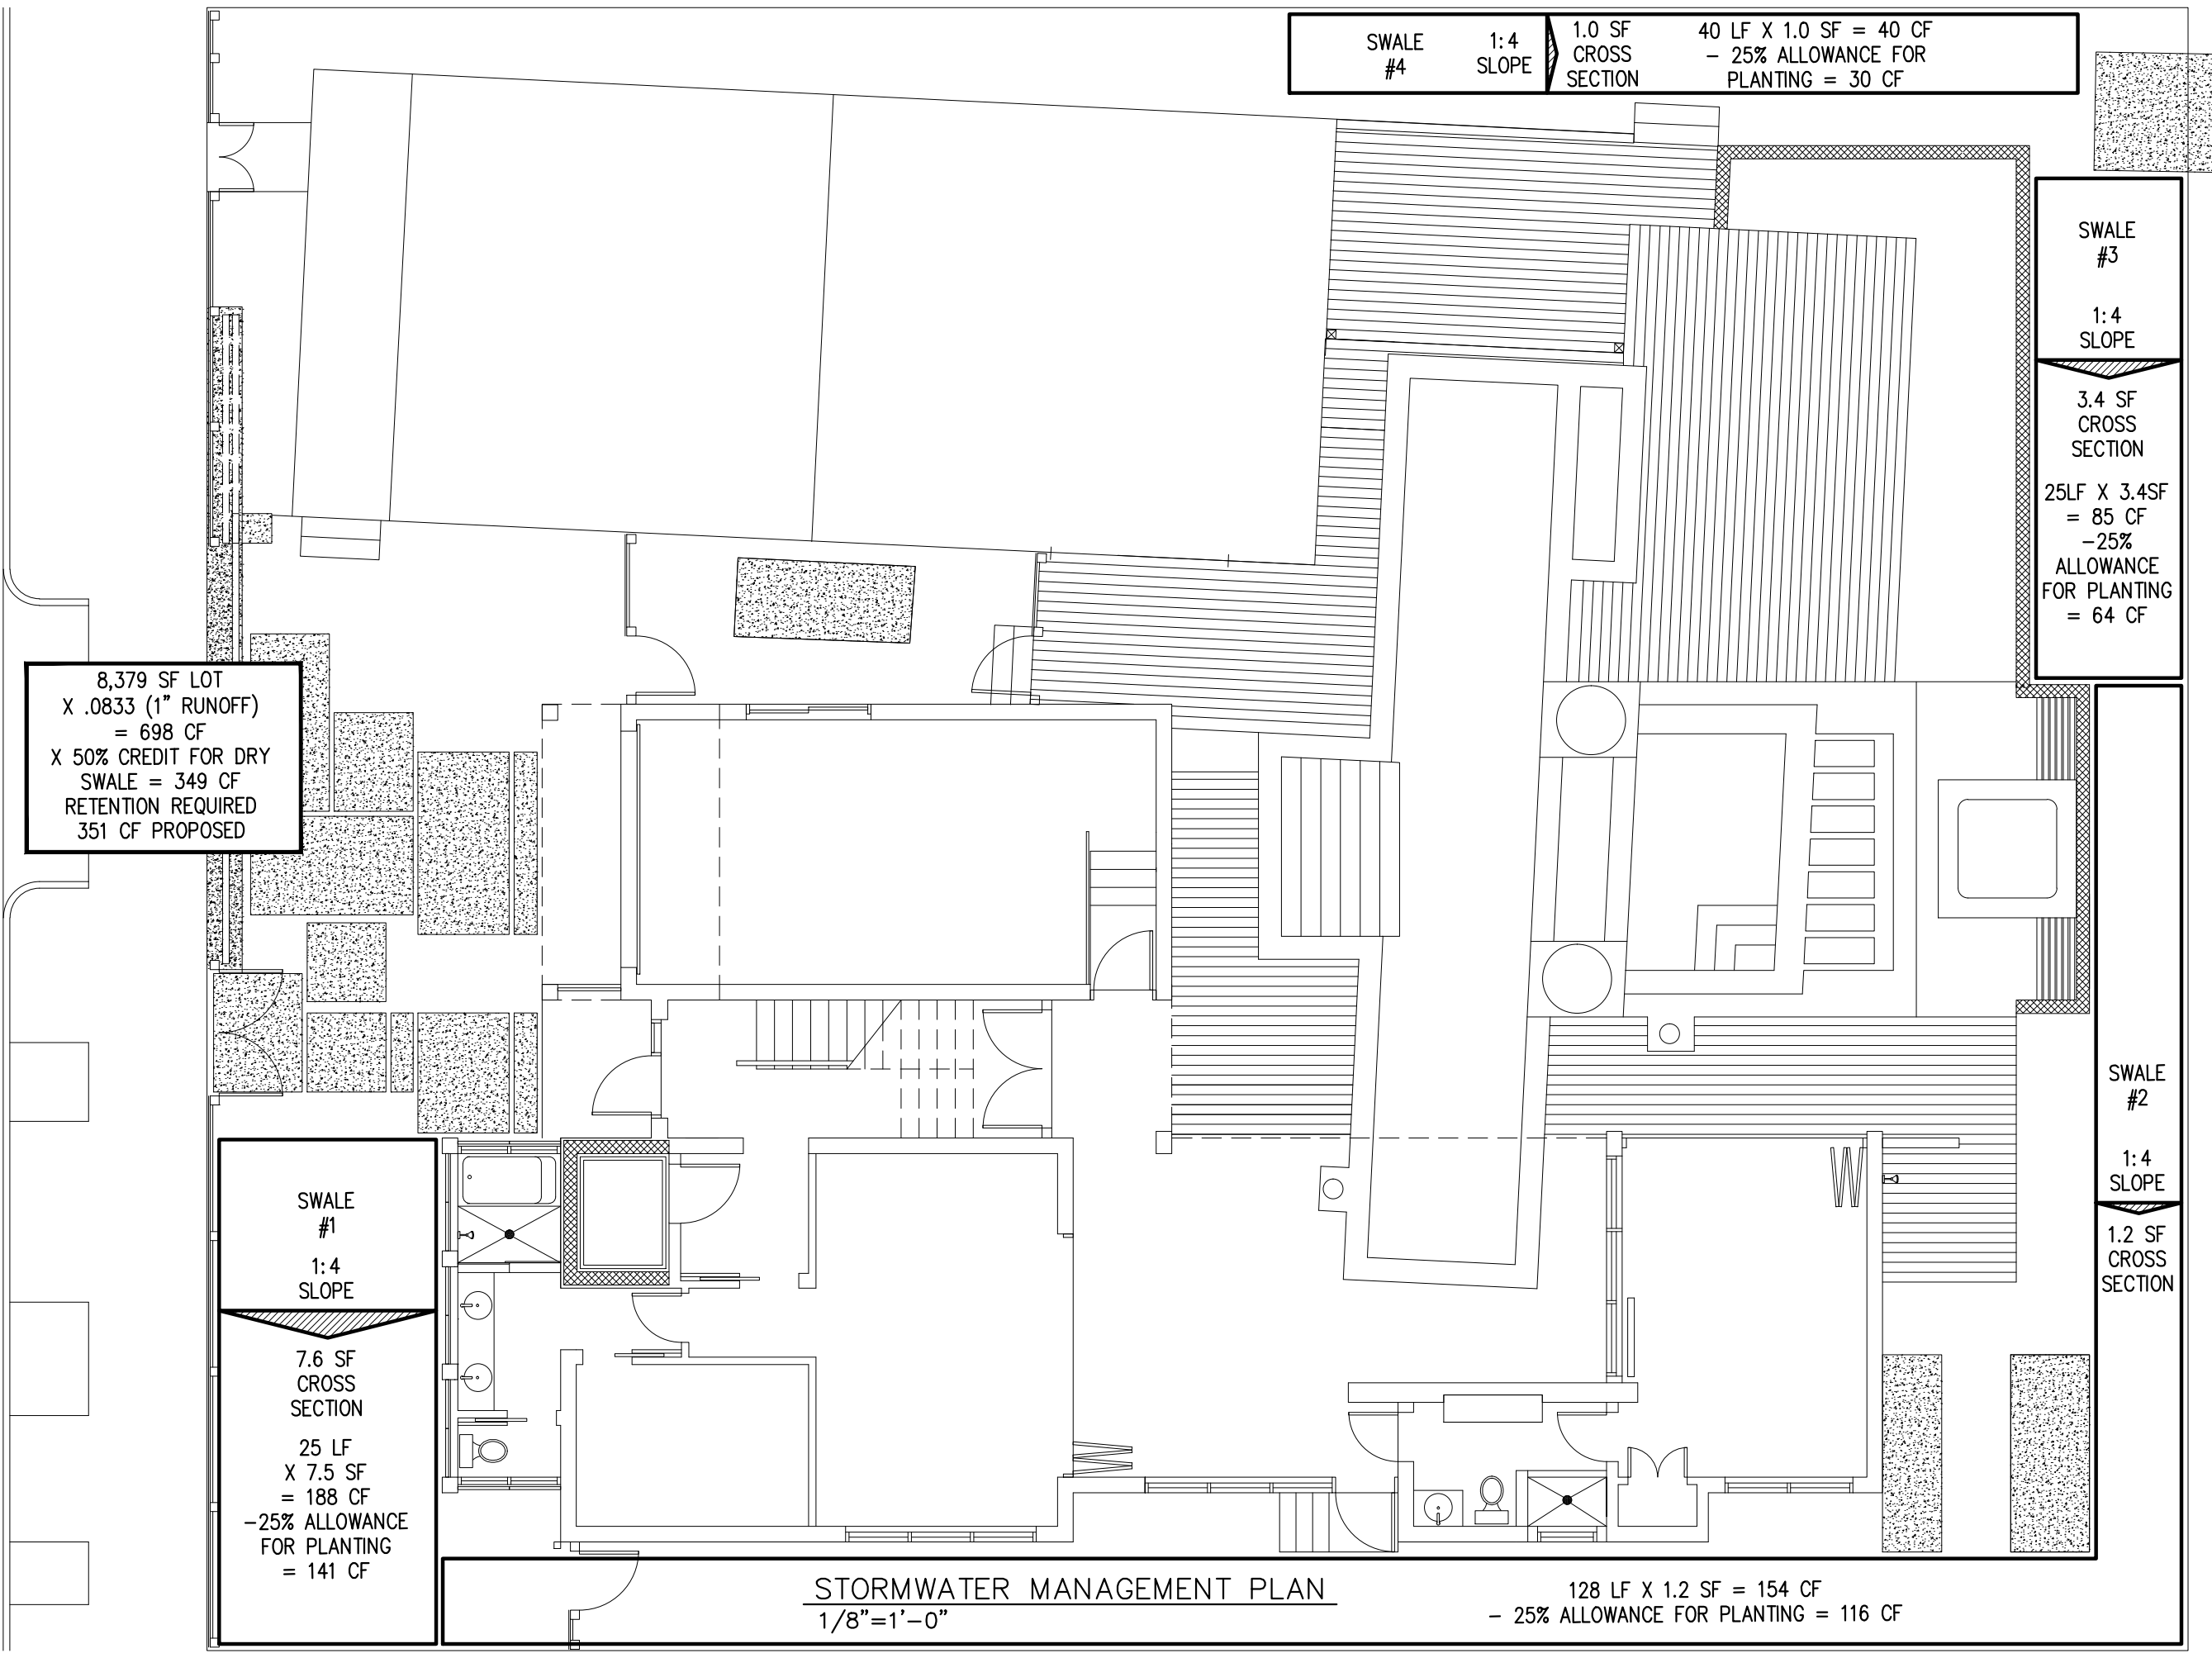 SWALE
#4
1:4
SLOPE
1.0 SF
CROSS
SECTION
40 LF X 1.0 SF = 40 CF
- 25% ALLOWANCE FOR
PLANTING = 30 CF
SWALE
#3
1:4
SLOPE
3.4 SF
CROSS
SECTION
25LF X 3.4SF
= 85 CF
-25%
ALLOWANCE
FOR PLANTING
= 64 CF
8,379 SF LOT
X .0833 (1" RUNOFF)
= 698 CF
X 50% CREDIT FOR DRY
SWALE = 349 CF
RETENTION REQUIRED
351 CF PROPOSED
SWALE
#2
1:4
SLOPE
1.2 SF
CROSS
SECTION
SWALE
#1
1:4
SLOPE
7.6 SF
CROSS
SECTION
25 LF
X 7.5 SF
= 188 CF
-25% ALLOWANCE
FOR PLANTING
= 141 CF
STORMWATER MANAGEMENT PLAN
1/8"=1'-0"
128 LF X 1.2 SF = 154 CF
- 25% ALLOWANCE FOR PLANTING = 116 CF